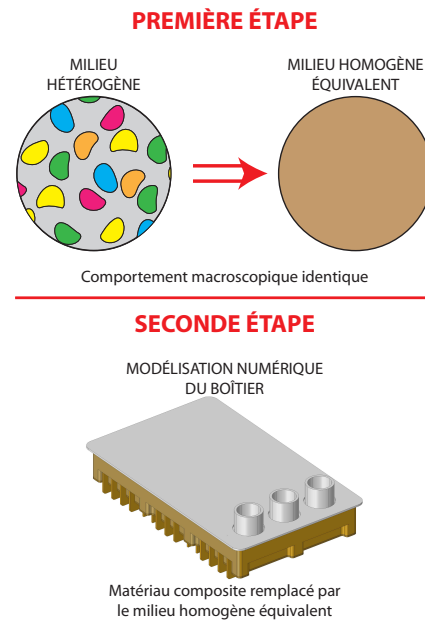 PREMIÈRE ÉTAPE
MILIEU
HÉTÉROGÈNE
MILIEU HOMOGÈNE
ÉQUIVALENT
Comportement macroscopique identique
SECONDE ÉTAPE
MODÉLISATION NUMÉRIQUE
DU BOÎTIER
Matériau composite remplacé par
le milieu homogène équivalent